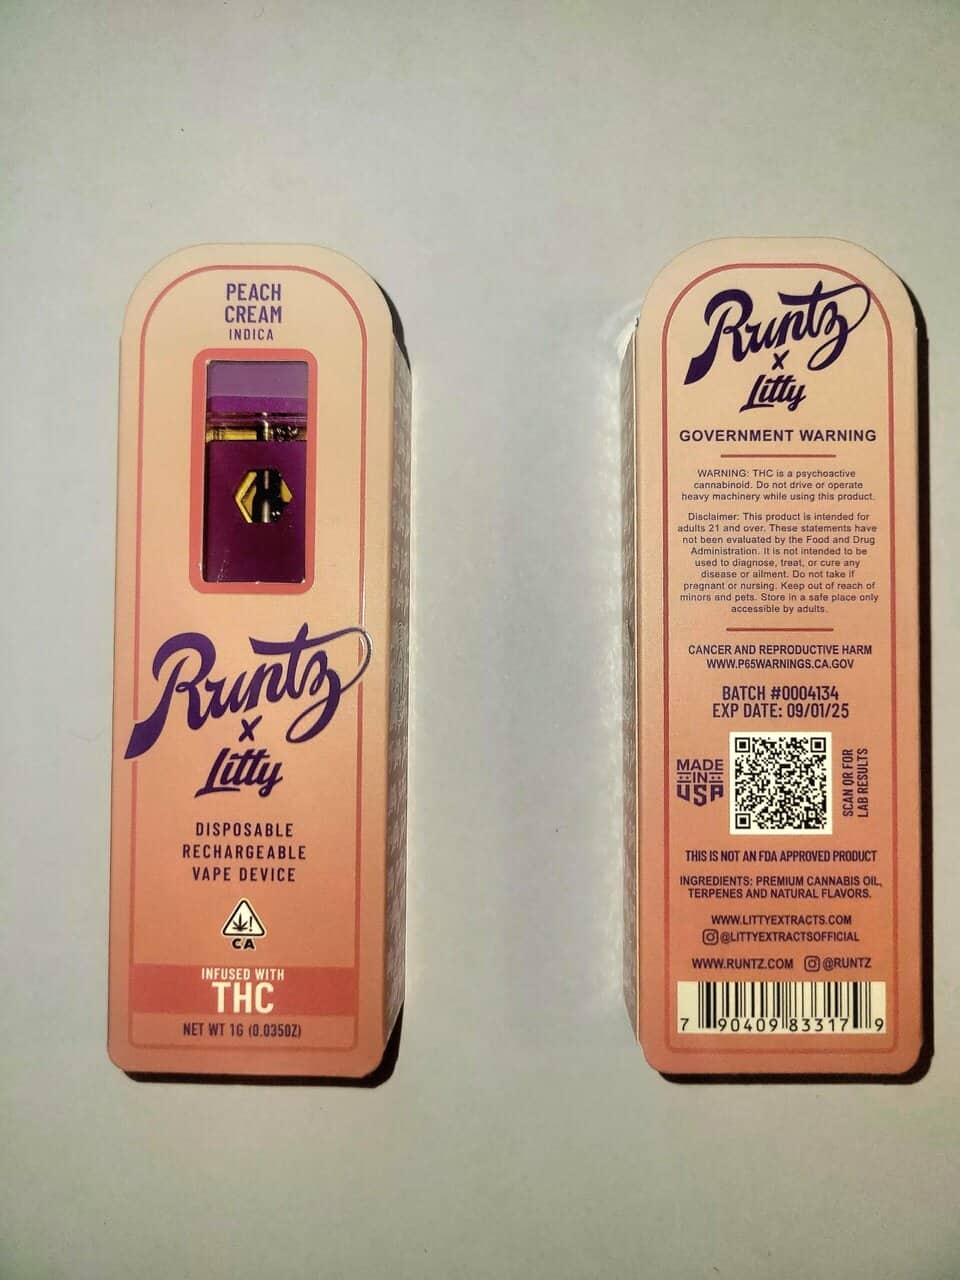 PEACH
CREAM
INDICA
Runtz
X
Litty
DISPOSABLE
RECHARGEABLE
VAPE DEVICE
CA
INFUSED WITH
THC
NET WT 1G (0.035OZ)
Runtz
X
Litty
GOVERNMENT WARNING
WARNING: THC is a psychoactive
cannabinoid. Do not drive or operate
heavy machinery while using this product.
Disclaimer: This product is intended for
adults 21 and over. These statements have
not been evaluated by the Food and Drug
Administration. It is not intended to be
used to diagnose, treat, or cure any
disease or ailment. Do not take if
pregnant or nursing. Keep out of reach of
minors and pets. Store in a safe place only
accessible by adults.
CANCER AND REPRODUCTIVE HARM
WWW.P65WARNINGS.CA.GOV
BATCH #0004134
EXP DATE: 09/01/25
MADE
IN
USA
SCAN OR FOR
LAB RESULTS
THIS IS NOT AN FDA APPROVED PRODUCT
INGREDIENTS: PREMIUM CANNABIS OIL,
TERPENES AND NATURAL FLAVORS.
WWW.LITTYEXTRACTS.COM
@LITTYEXTRACTSOFFICIAL
WWW.RUNTZ.COM @RUNTZ
7 90409 83317 9